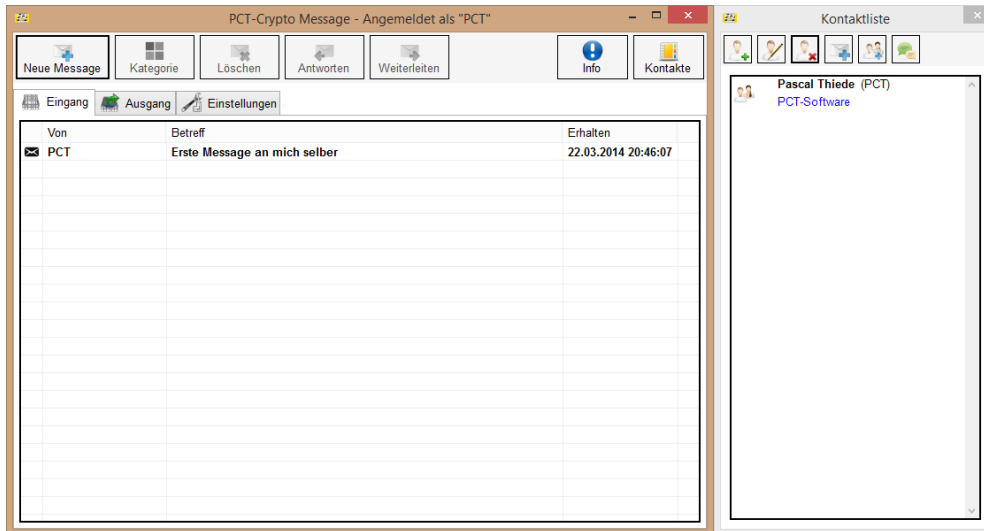 PCT-Crypto Message - Angemeldet als "PCT"
Neue Message Kategorie Löschen Antworten Weiterleiten Info Kontakte
Eingang Ausgang Einstellungen
Von Betreff Erhalten
PCT Erste Message an mich selber 22.03.2014 20:46:07
Kontaktliste
Pascal Thiede (PCT)
PCT-Software